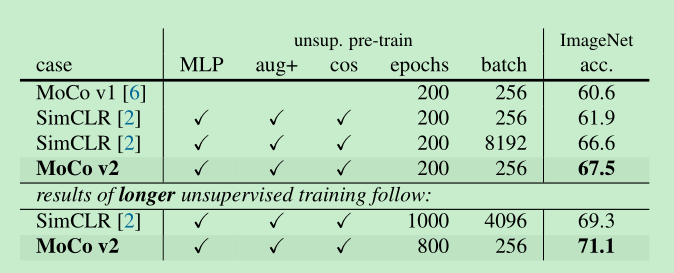 unsup. pre-train ImageNet
case MLP aug+ cos epochs batch acc.
MoCo v1 [6] 200 256 60.6
SimCLR [2] ✓ ✓ ✓ 200 256 61.9
SimCLR [2] ✓ ✓ ✓ 200 8192 66.6
MoCo v2 ✓ ✓ ✓ 200 256 67.5
results of longer unsupervised training follow:
SimCLR [2] ✓ ✓ ✓ 1000 4096 69.3
MoCo v2 ✓ ✓ ✓ 800 256 71.1